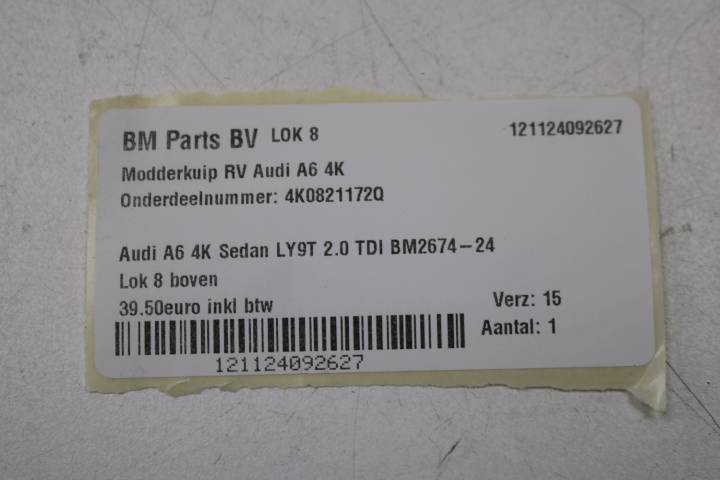 BM Parts BV LOK 8 121124092627
Modderkuip RV Audi A6 4K
Onderdeelnummer: 4K0821172Q
Audi A6 4K Sedan LY9T 2.0 TDI BM2674-24
Lok 8 boven
39.50euro inkl btw Verz: 15
Aantal: 1
121124092627